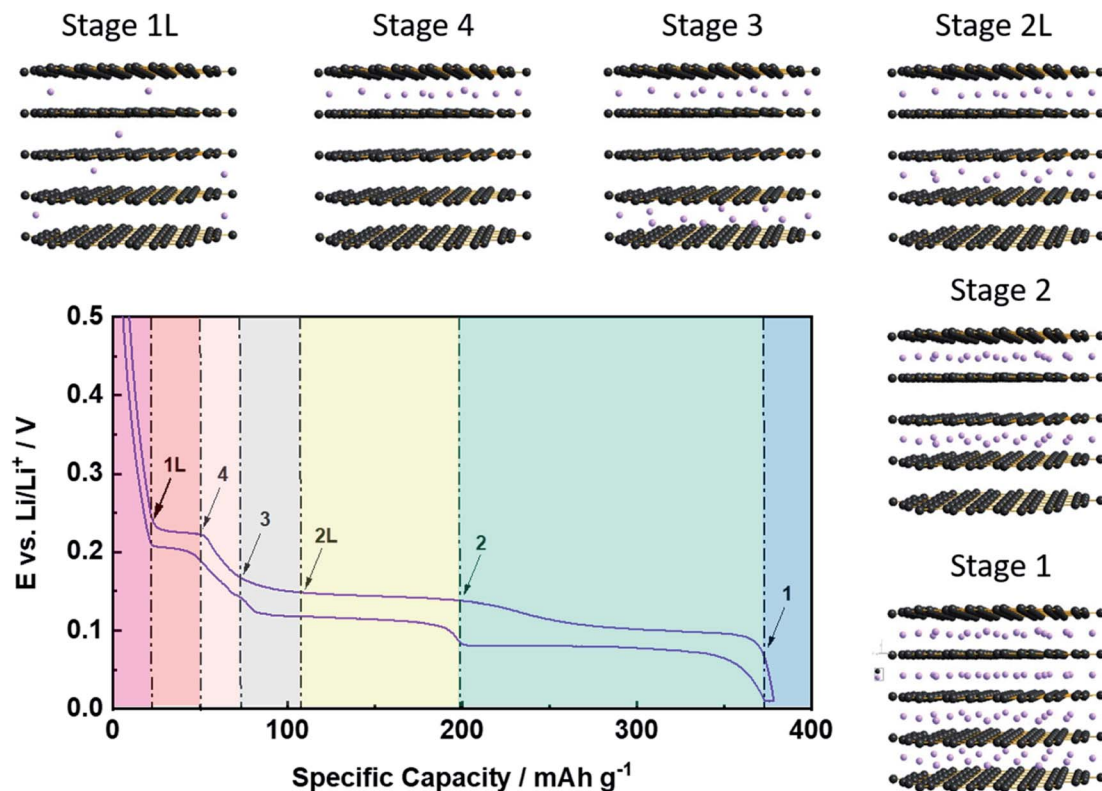 Stage 1L
Stage 4
Stage 3
Stage 2L
Stage 2
Stage 1
E vs. Li/Li⁺ / V
0.5
0.4
0.3
0.2
0.1
0.0
1L
4
3
2L
2
1
0
100
200
300
400
Specific Capacity / mAh g⁻¹